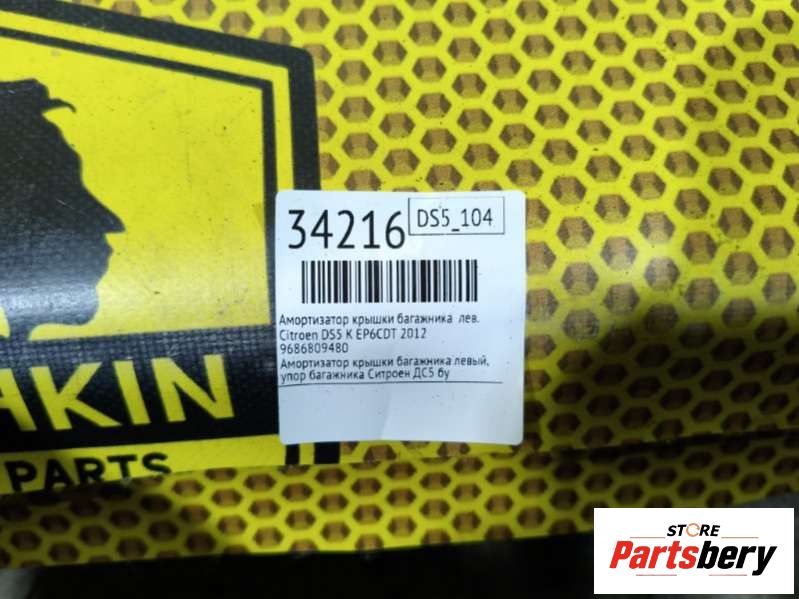 34216
DS5_104
Амортизатор крышки багажника лев.
Citroen DS5 K EP6CDT 2012
9686809480
Амортизатор крышки багажника левый,
упор багажника Ситроен ДС5 бу
PARTS
STORE
Partsbery